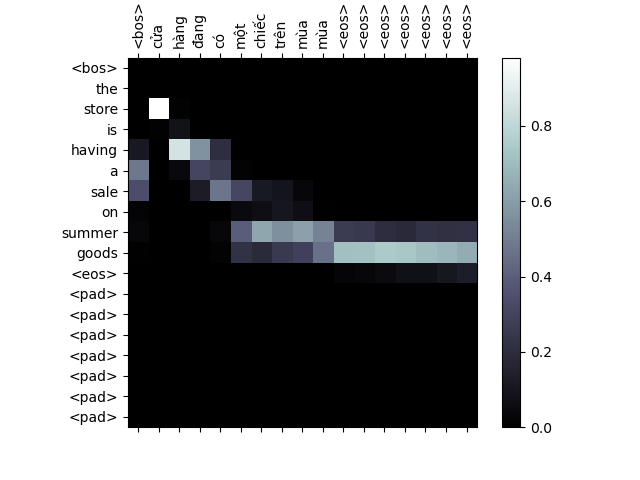 <bos> cửa hàng đang có một chiếc trên mùa mùa <eos> <eos> <eos> <eos> <eos> <eos> <eos>
<bos>
the
store
is
having
a
sale
on
summer
goods
<eos>
<pad>
<pad>
<pad>
<pad>
<pad>
<pad>
<pad>
0.8
0.6
0.4
0.2
0.0